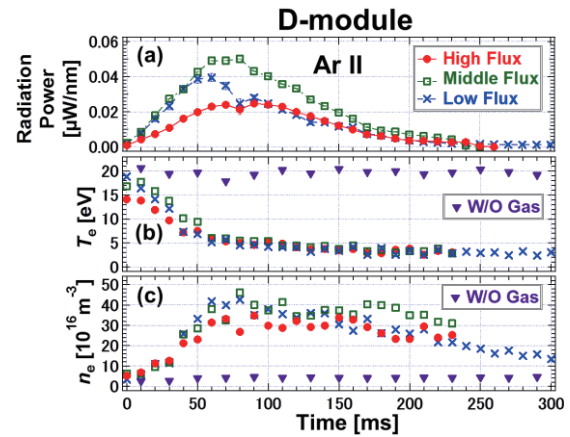 D-module
Radiation Power [μW/nm]
0.06
0.04
0.02
0.00
(a)
Ar II
High Flux
Middle Flux
Low Flux
Te [eV]
20
15
10
5
0
(b)
W/O Gas
ne [10^16 m^-3]
50
40
30
20
10
0
(c)
W/O Gas
0 50 100 150 200 250 300
Time [ms]